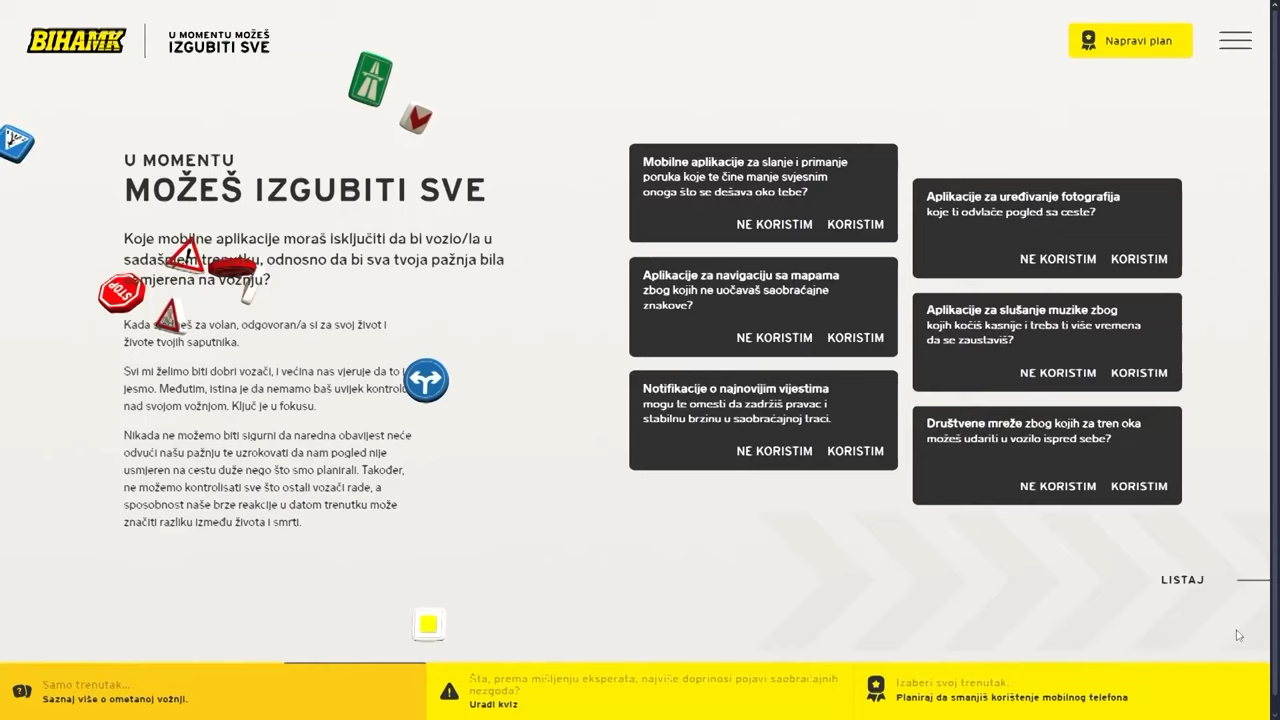 BIHAMK
U MOMENTU MOŽEŠ
IZGUBITI SVE
Napravi plan
U MOMENTU
MOŽEŠ IZGUBITI SVE
Koje mobilne aplikacije moraš isključiti da bi vozio/la u
sadašnjem trenutku, odnosno da bi sva tvoja pažnja bila
usmjerena na vožnju?
STOP
Kada sjedneš za volan, odgovoran/a si za svoj život i
živote tvojih saputnika.
Svi mi želimo biti dobri vozači, i većina nas vjeruje da to i
jesmo. Međutim, istina je da nemamo baš uvijek kontrolu
nad svojom vožnjom. Ključ je u fokusu.
Nikada ne možemo biti sigurni da naredna obavijest neće
odvući našu pažnju te uzrokovati da nam pogled nije
usmjeren na cestu duže nego što smo planirali. Također,
ne možemo kontrolisati sve što ostali vozači rade, a
sposobnost naše brze reakcije u datom trenutku može
značiti razliku između života i smrti.
Mobilne aplikacije za slanje i primanje
poruka koje te čine manje svjesnim
onoga što se dešava oko tebe?
NE KORISTIM KORISTIM
Aplikacije za navigaciju sa mapama
zbog kojih ne uočavaš saobraćajne
znakove?
NE KORISTIM KORISTIM
Notifikacije o najnovijim vijestima
mogu te omesti da zadržiš pravac i
stabilnu brzinu u saobraćajnoj traci.
NE KORISTIM KORISTIM
Aplikacije za uređivanje fotografija
koje ti odvlače pogled sa ceste?
NE KORISTIM KORISTIM
Aplikacije za slušanje muzike zbog
kojih kočiš kasnije i treba ti više vremena
da se zaustaviš?
NE KORISTIM KORISTIM
Društvene mreže zbog kojih za tren oka
možeš udariti u vozilo ispred sebe?
NE KORISTIM KORISTIM
LISTAJ
Samo trenutak...
Saznaj više o ometanoj vožnji.
Šta, prema mišljenju eksperata, najviše doprinosi pojavi saobraćajnih
nezgoda?
Uradi kviz
Izaberi svoj trenutak.
Planiraj da smanjiš korištenje mobilnog telefona